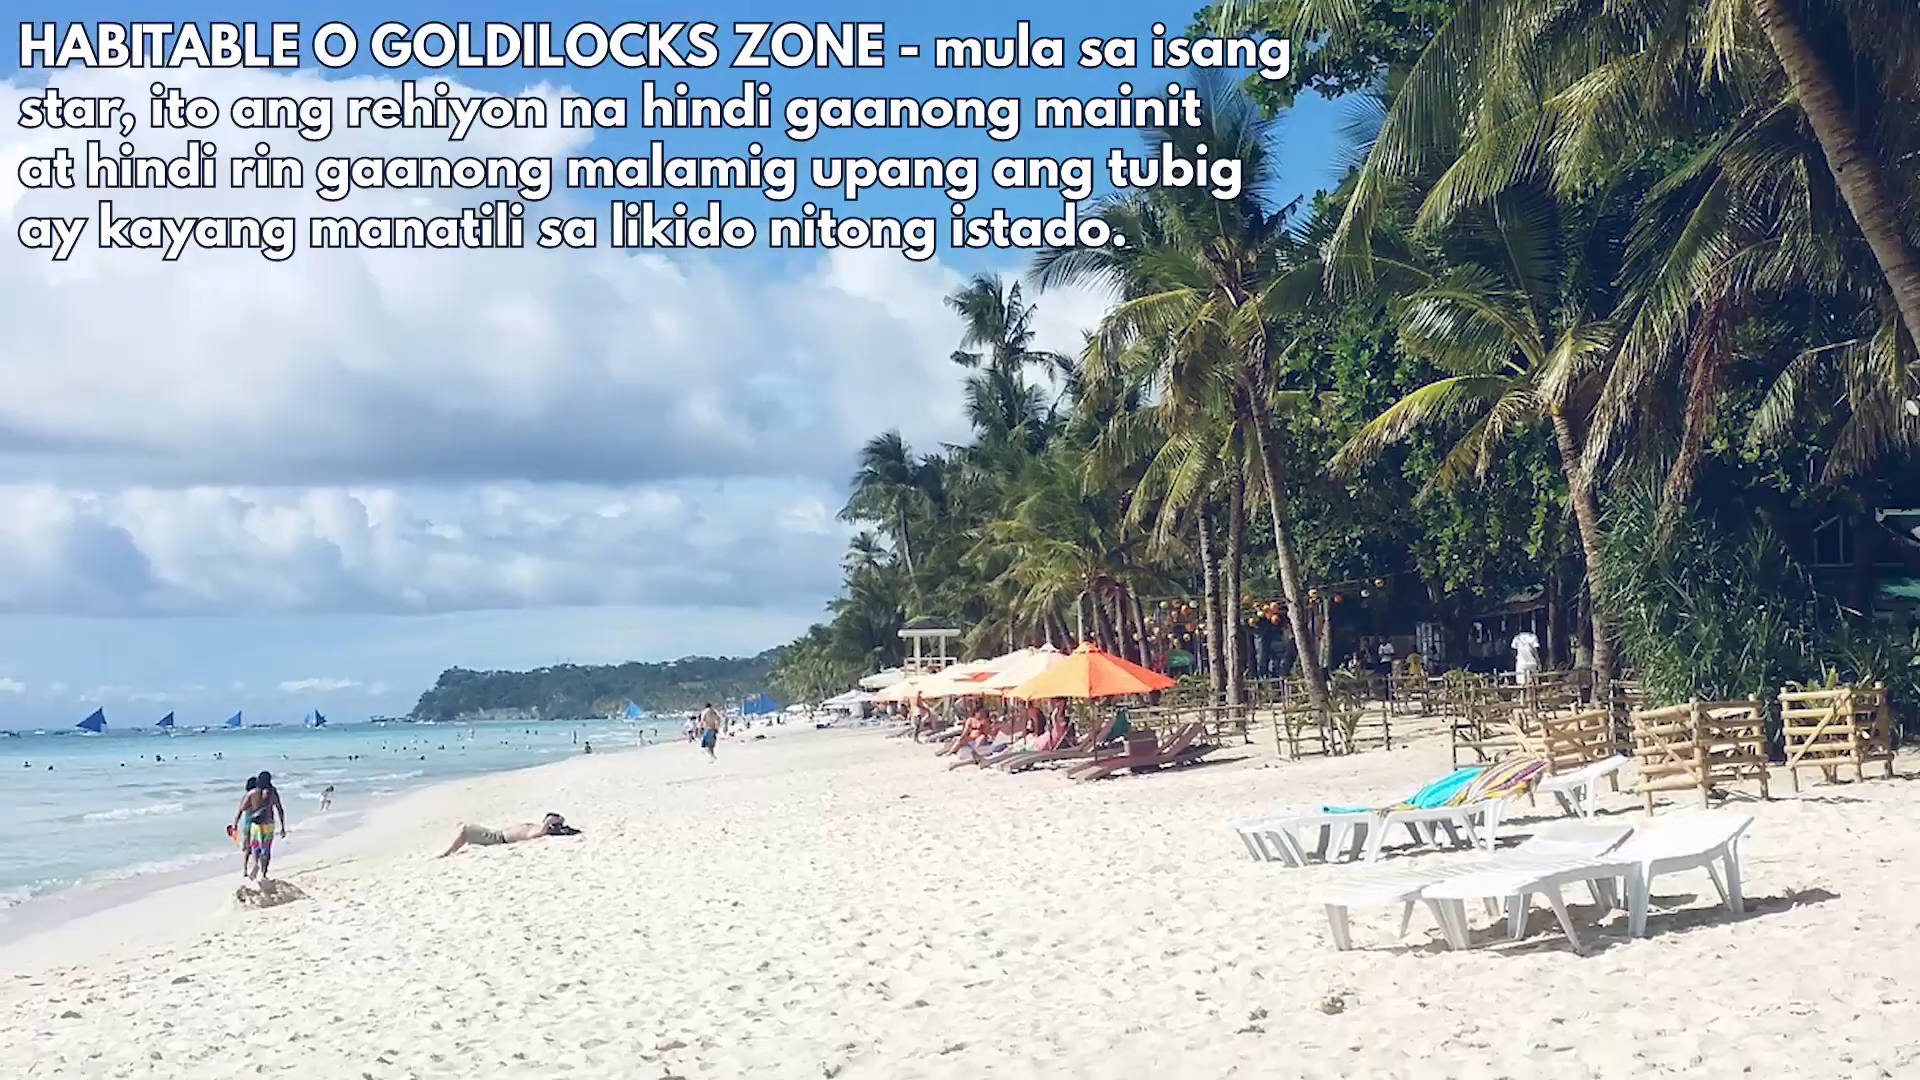 HABITABLE O GOLDILOCKS ZONE - mula sa isang
star, ito ang rehiyon na hindi gaanong mainit
at hindi rin gaanong malamig upang ang tubig
ay kayang manatili sa likido nitong istado.